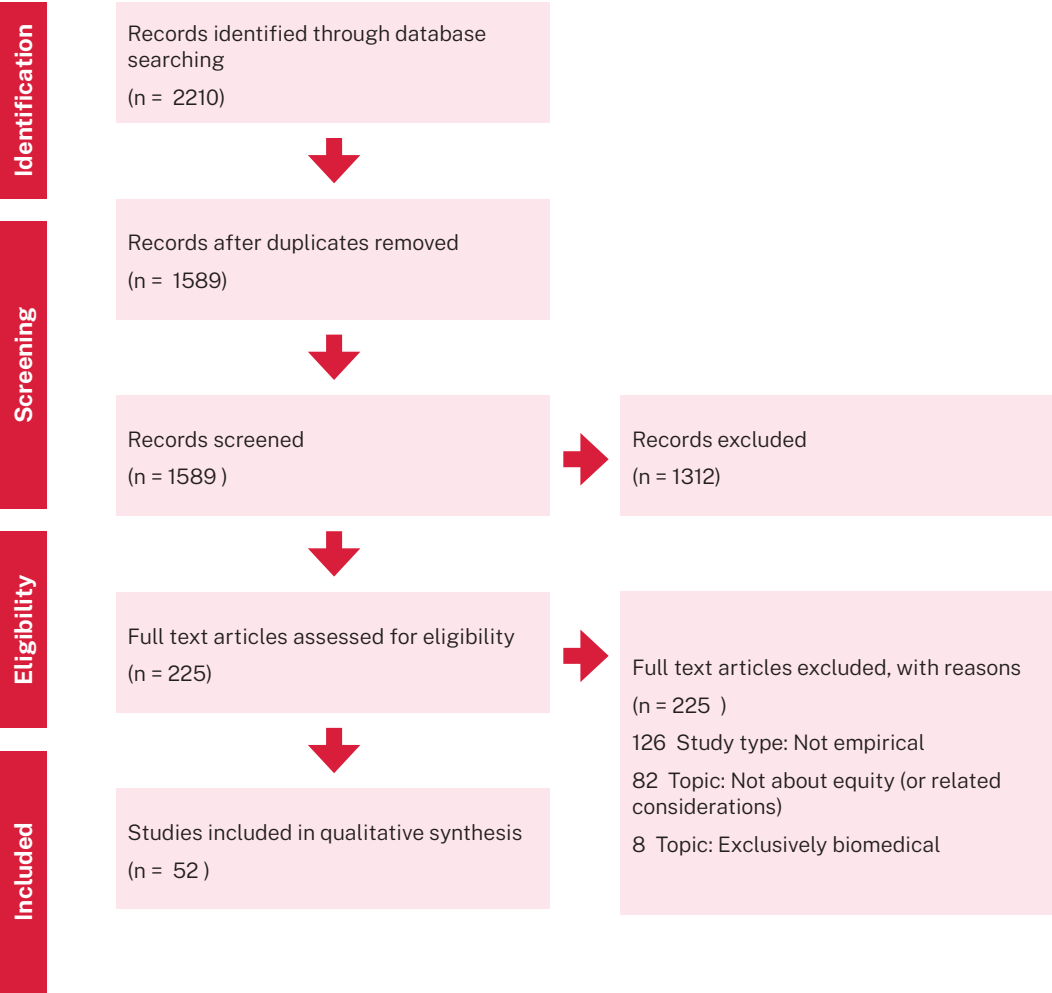 Identification
Records identified through database
searching
(n =  2210)
Screening
Records after duplicates removed
(n =  1589)
Records screened
(n = 1589 )
Records excluded
(n = 1312)
Eligibility
Full text articles assessed for eligibility
(n = 225)
Full text articles excluded, with reasons
(n = 225  )
126  Study type: Not empirical
82  Topic: Not about equity (or related
considerations)
8  Topic: Exclusively biomedical
Included
Studies included in qualitative synthesis
(n =  52 )